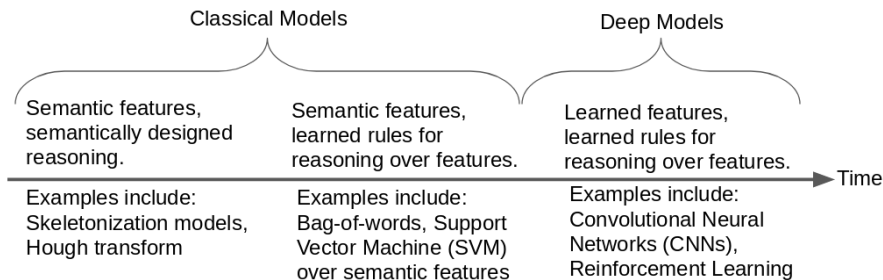 Classical Models
Deep Models
Semantic features,
semantically designed
reasoning.
Semantic features,
learned rules for
reasoning over features.
Learned features,
learned rules for
reasoning over features.
Time
Examples include:
Skeletonization models,
Hough transform
Examples include:
Bag-of-words, Support
Vector Machine (SVM)
over semantic features
Examples include:
Convolutional Neural
Networks (CNNs),
Reinforcement Learning